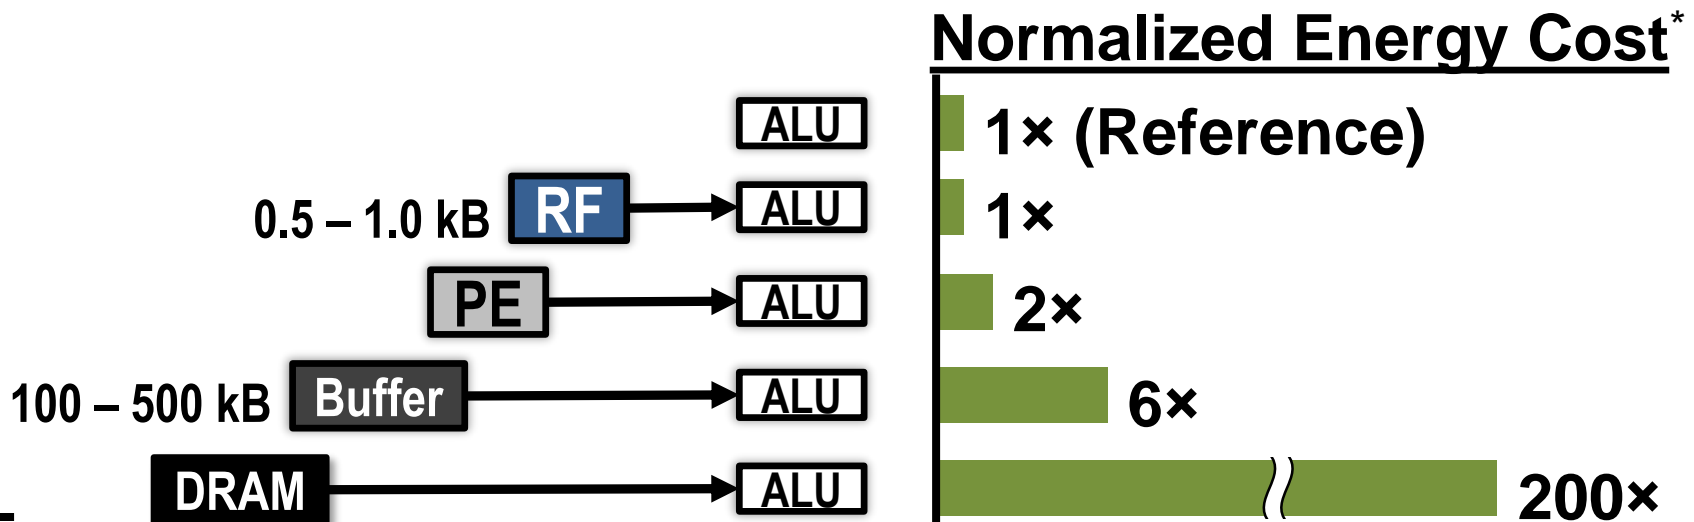 Normalized Energy Cost*
ALU 1× (Reference)
0.5 – 1.0 kB RF ALU 1×
PE ALU 2×
100 – 500 kB Buffer ALU 6×
DRAM ALU 200×